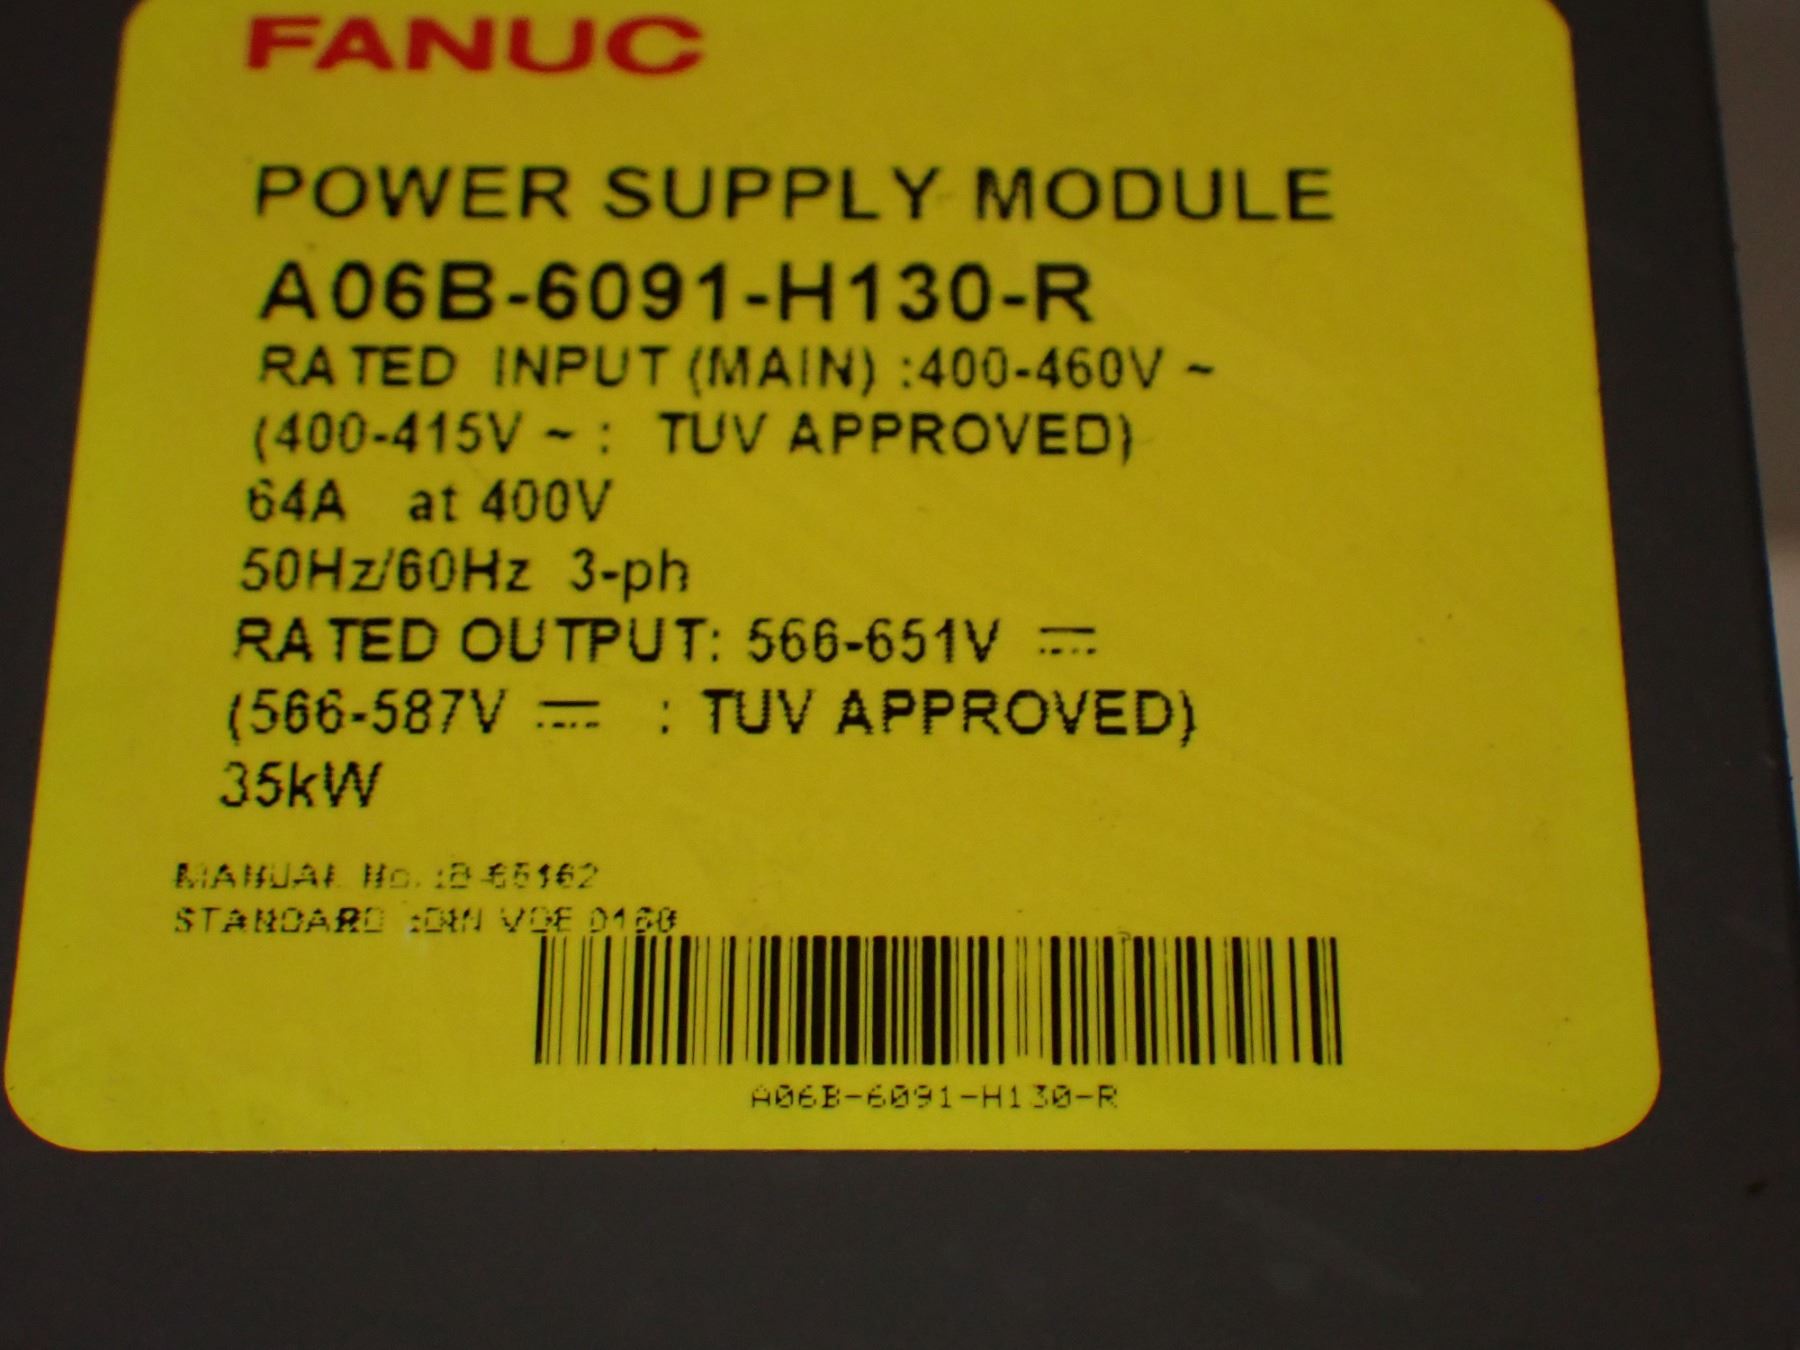 FANUC
POWER SUPPLY MODULE
A06B-6091-H130-R
RATED INPUT (MAIN) :400-460V ~
(400-415V ~ : TUV APPROVED)
64A at 400V
50Hz/60Hz 3-ph
RATED OUTPUT: 566-651V ⎓
(566-587V ⎓ : TUV APPROVED)
35kW
MANUAL No. :B-65162
STANDARD :DIN VDE 0160
A06B-6091-H130-R